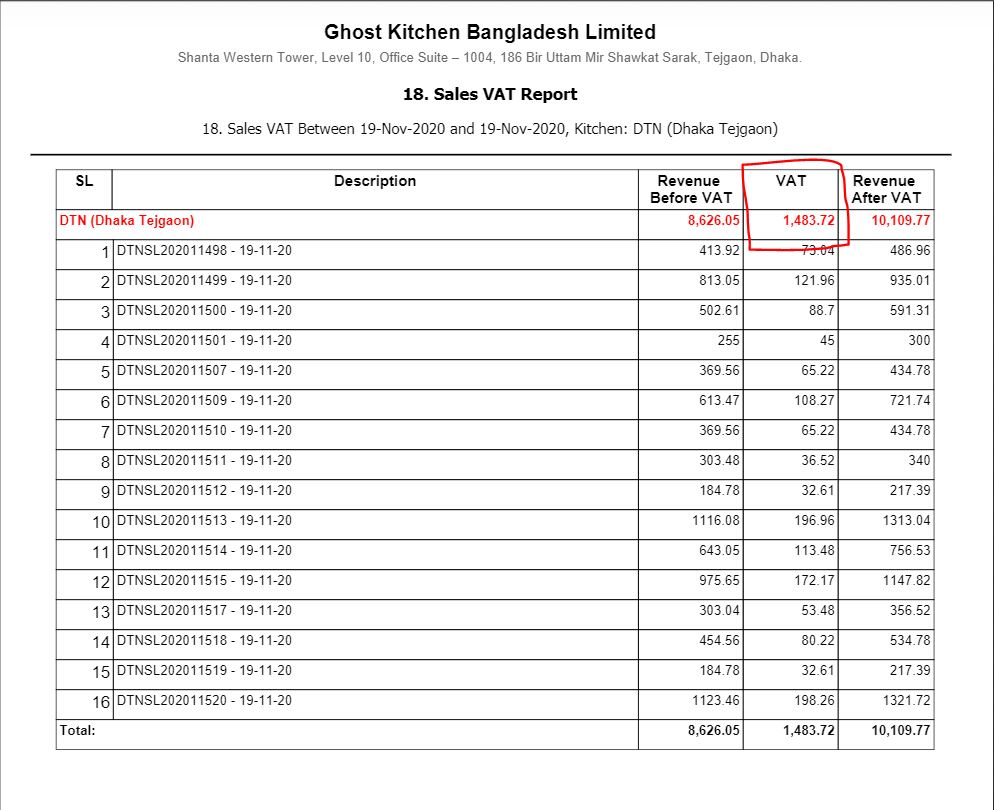 Ghost Kitchen Bangladesh Limited
Shanta Western Tower, Level 10, Office Suite – 1004, 186 Bir Uttam Mir Shawkat Sarak, Tejgaon, Dhaka.
18. Sales VAT Report
18. Sales VAT Between 19-Nov-2020 and 19-Nov-2020, Kitchen: DTN (Dhaka Tejgaon)
SL Description Revenue Before VAT VAT Revenue After VAT
DTN (Dhaka Tejgaon) 8,626.05 1,483.72 10,109.77
1 DTNSL202011498 - 19-11-20 413.92 73.04 486.96
2 DTNSL202011499 - 19-11-20 813.05 121.96 935.01
3 DTNSL202011500 - 19-11-20 502.61 88.7 591.31
4 DTNSL202011501 - 19-11-20 255 45 300
5 DTNSL202011507 - 19-11-20 369.56 65.22 434.78
6 DTNSL202011509 - 19-11-20 613.47 108.27 721.74
7 DTNSL202011510 - 19-11-20 369.56 65.22 434.78
8 DTNSL202011511 - 19-11-20 303.48 36.52 340
9 DTNSL202011512 - 19-11-20 184.78 32.61 217.39
10 DTNSL202011513 - 19-11-20 1116.08 196.96 1313.04
11 DTNSL202011514 - 19-11-20 643.05 113.48 756.53
12 DTNSL202011515 - 19-11-20 975.65 172.17 1147.82
13 DTNSL202011517 - 19-11-20 303.04 53.48 356.52
14 DTNSL202011518 - 19-11-20 454.56 80.22 534.78
15 DTNSL202011519 - 19-11-20 184.78 32.61 217.39
16 DTNSL202011520 - 19-11-20 1123.46 198.26 1321.72
Total: 8,626.05 1,483.72 10,109.77